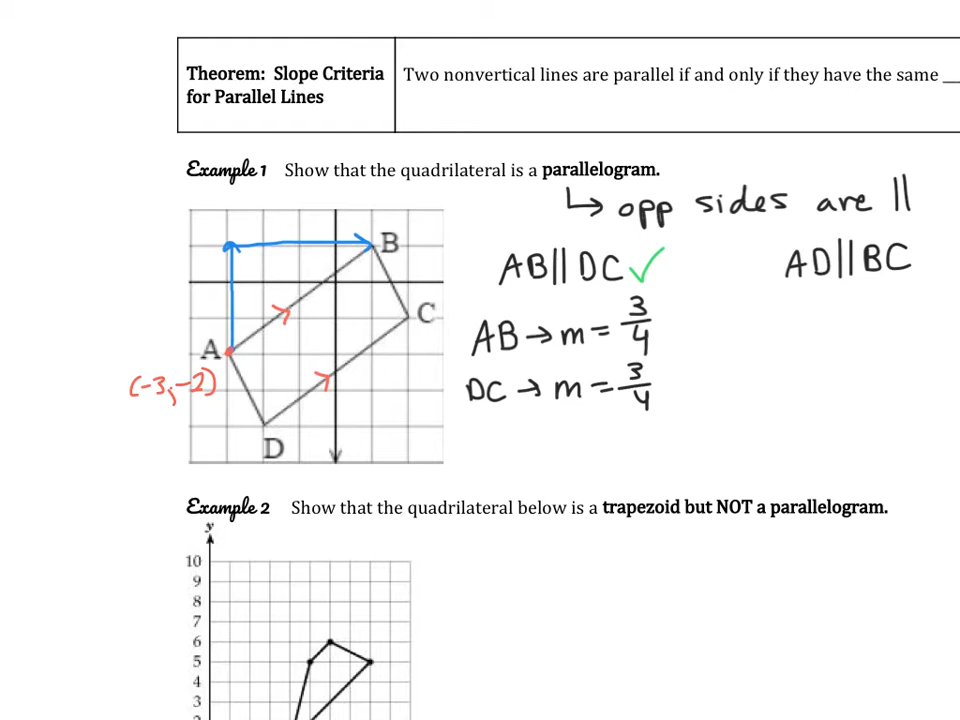 Theorem: Slope Criteria
for Parallel Lines
Two nonvertical lines are parallel if and only if they have the same __
Example 1 Show that the quadrilateral is a parallelogram.
↳ opp sides are ||
AB||DC✓
AD||BC
AB→m=3/4
DC→m=3/4
B
C
A
(-3,-2)
D
Example 2 Show that the quadrilateral below is a trapezoid but NOT a parallelogram.
y
10
9
8
7
6
5
4
3